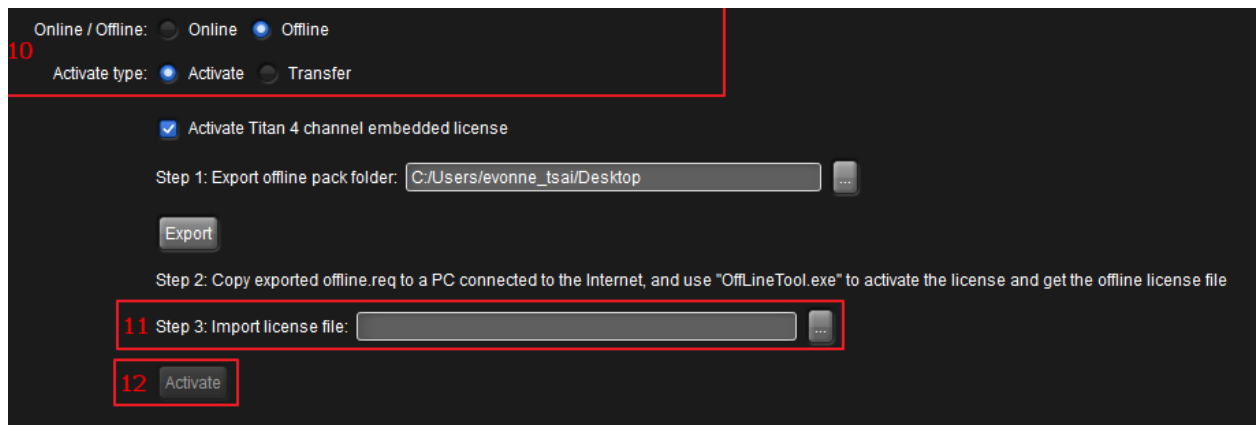 Online / Offline: Online Offline
10
Activate type: Activate Transfer
Activate Titan 4 channel embedded license
Step 1: Export offline pack folder: C:/Users/evonne_tsai/Desktop ...
Export
Step 2: Copy exported offline.req to a PC connected to the Internet, and use "OffLineTool.exe" to activate the license and get the offline license file
11 Step 3: Import license file: ...
12 Activate